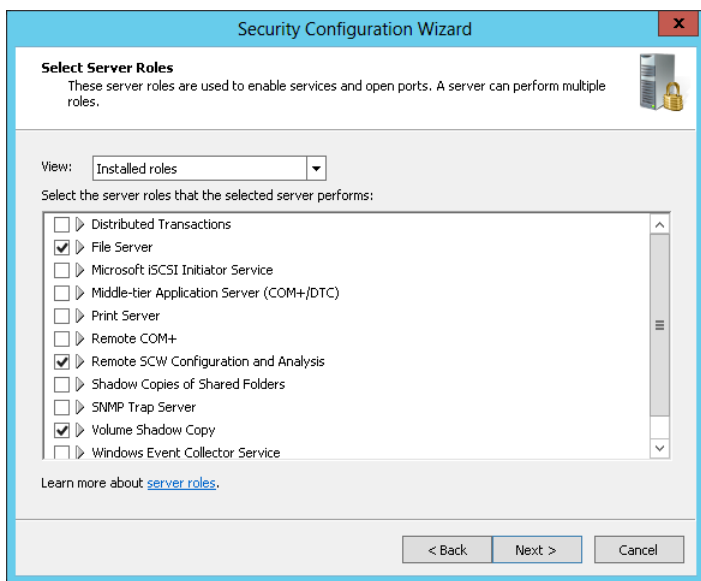 Security Configuration Wizard
x
Select Server Roles
These server roles are used to enable services and open ports. A server can perform multiple
roles.
View:
Installed roles
Select the server roles that the selected server performs:
Distributed Transactions
File Server
Microsoft iSCSI Initiator Service
Middle-tier Application Server (COM+/DTC)
Print Server
Remote COM+
Remote SCW Configuration and Analysis
Shadow Copies of Shared Folders
SNMP Trap Server
Volume Shadow Copy
Windows Event Collector Service
Learn more about server roles.
< Back Next > Cancel